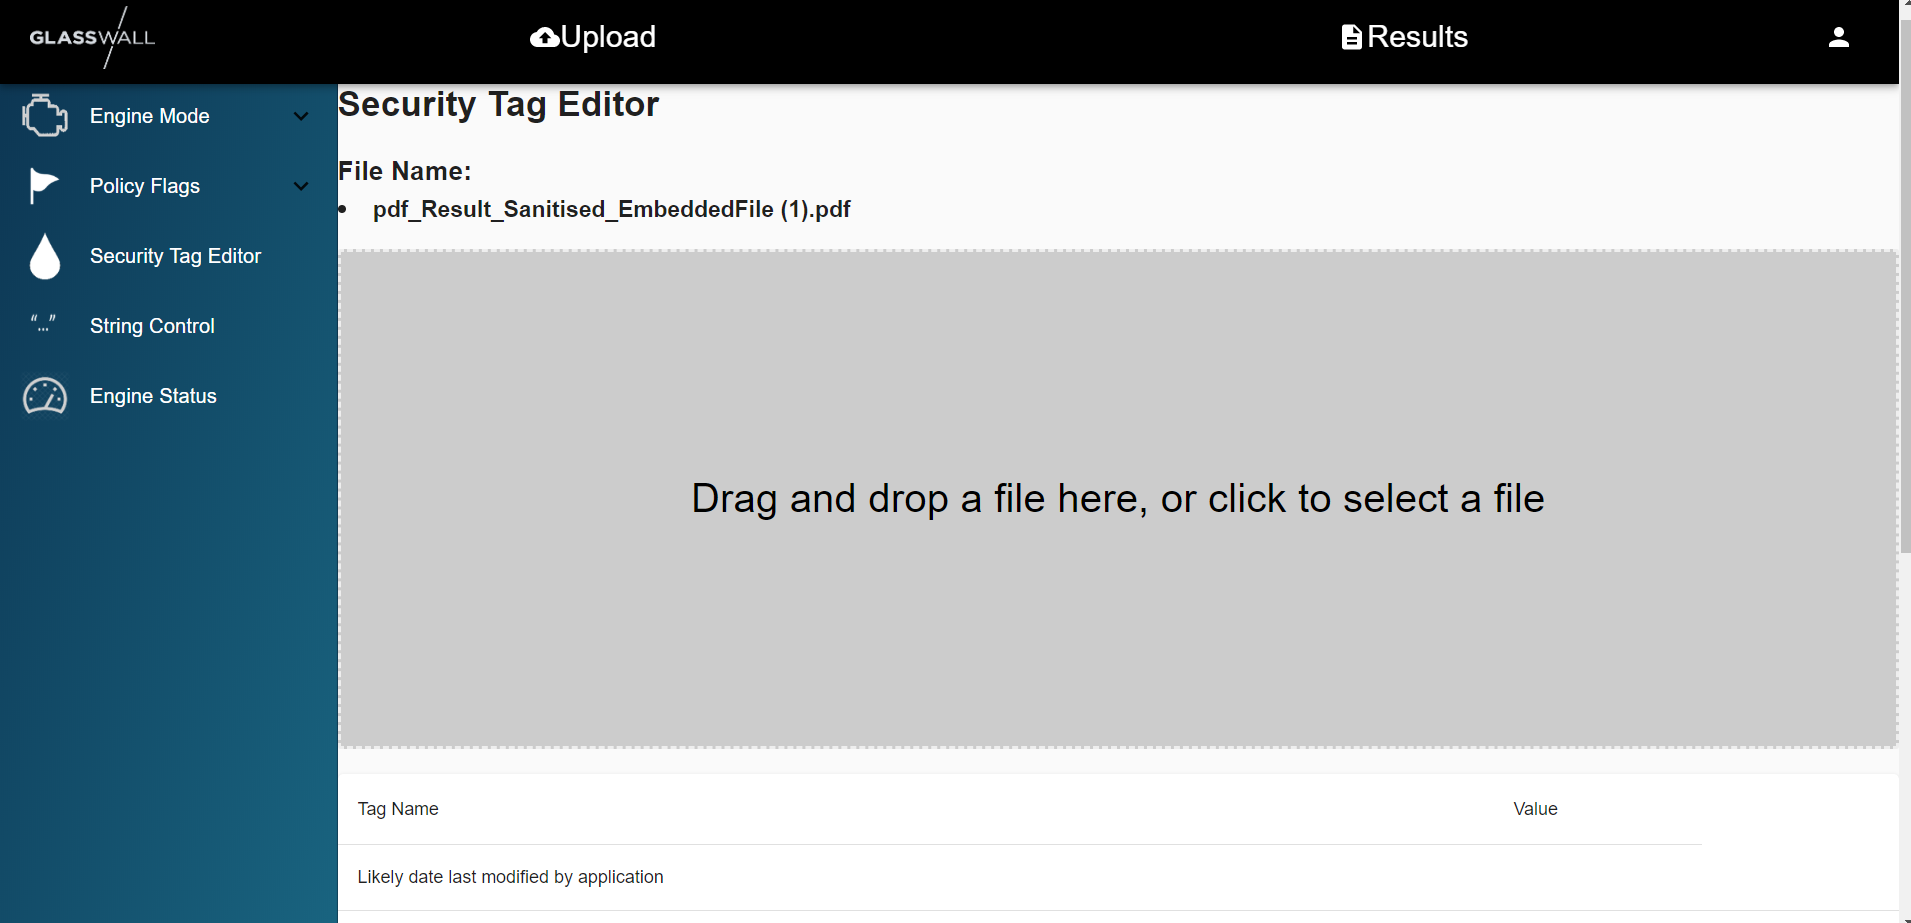 GLASSWALL
Upload
Results
Engine Mode
Policy Flags
Security Tag Editor
"..." String Control
Engine Status
Security Tag Editor
File Name:
• pdf_Result_Sanitised_EmbeddedFile (1).pdf
Drag and drop a file here, or click to select a file
Tag Name Value
Likely date last modified by application